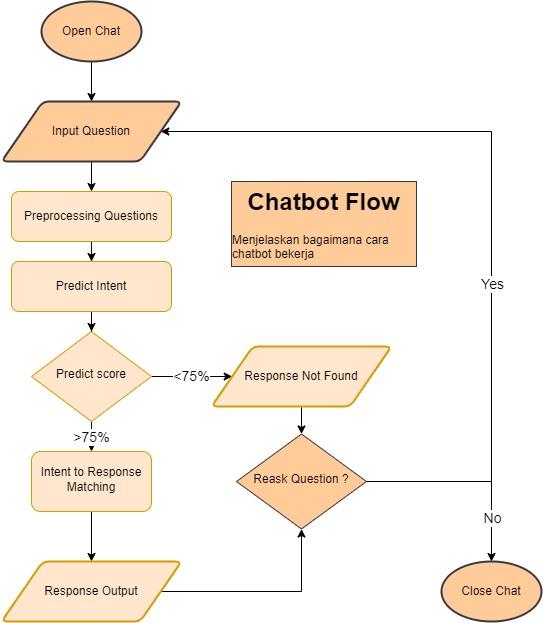 Open Chat
Input Question
Preprocessing Questions
Chatbot Flow
Menjelaskan bagaimana cara
chatbot bekerja
Predict Intent
Yes
Predict score
<75%
Response Not Found
>75%
Intent to Response
Matching
Reask Question ?
No
Response Output
Close Chat